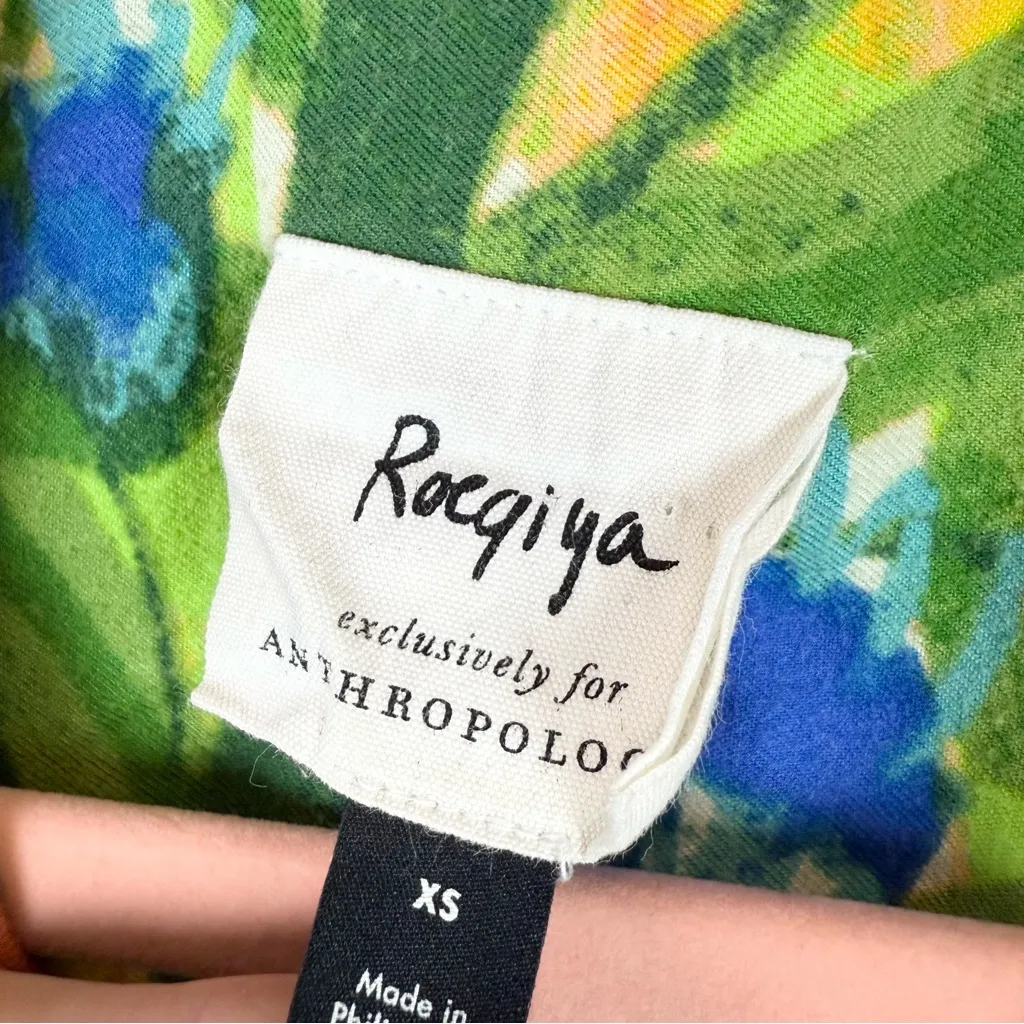 Rocqiya
exclusively for
ANTHROPOLOG
XS
Made in